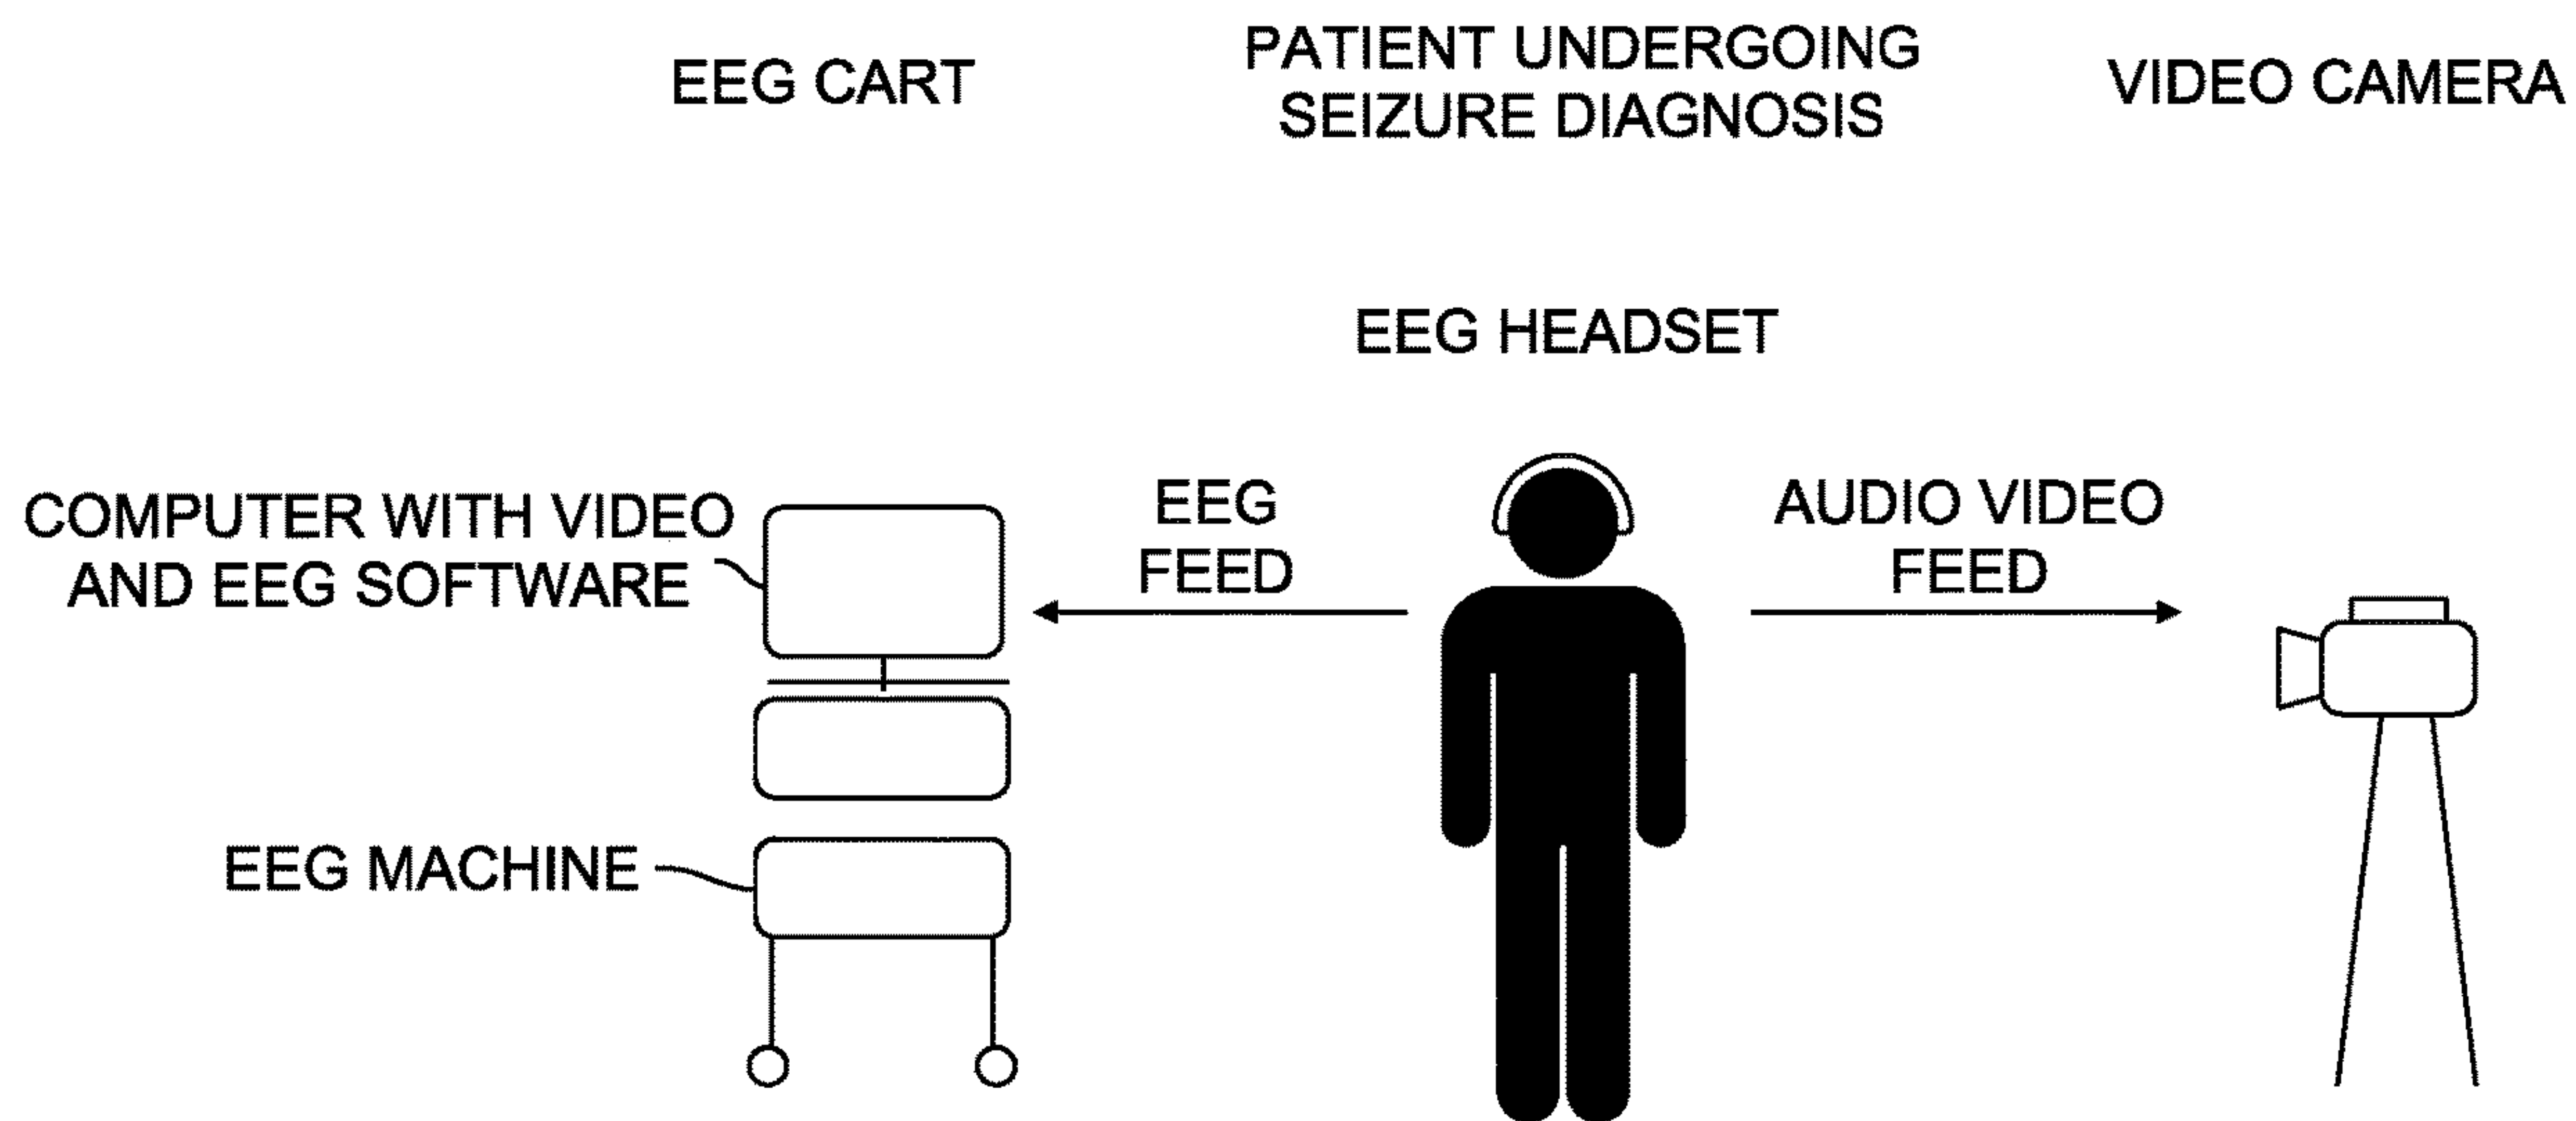 EEG CART
PATIENT UNDERGOING
SEIZURE DIAGNOSIS
VIDEO CAMERA
EEG HEADSET
COMPUTER WITH VIDEO
AND EEG SOFTWARE
EEG
FEED
AUDIO VIDEO
FEED
EEG MACHINE